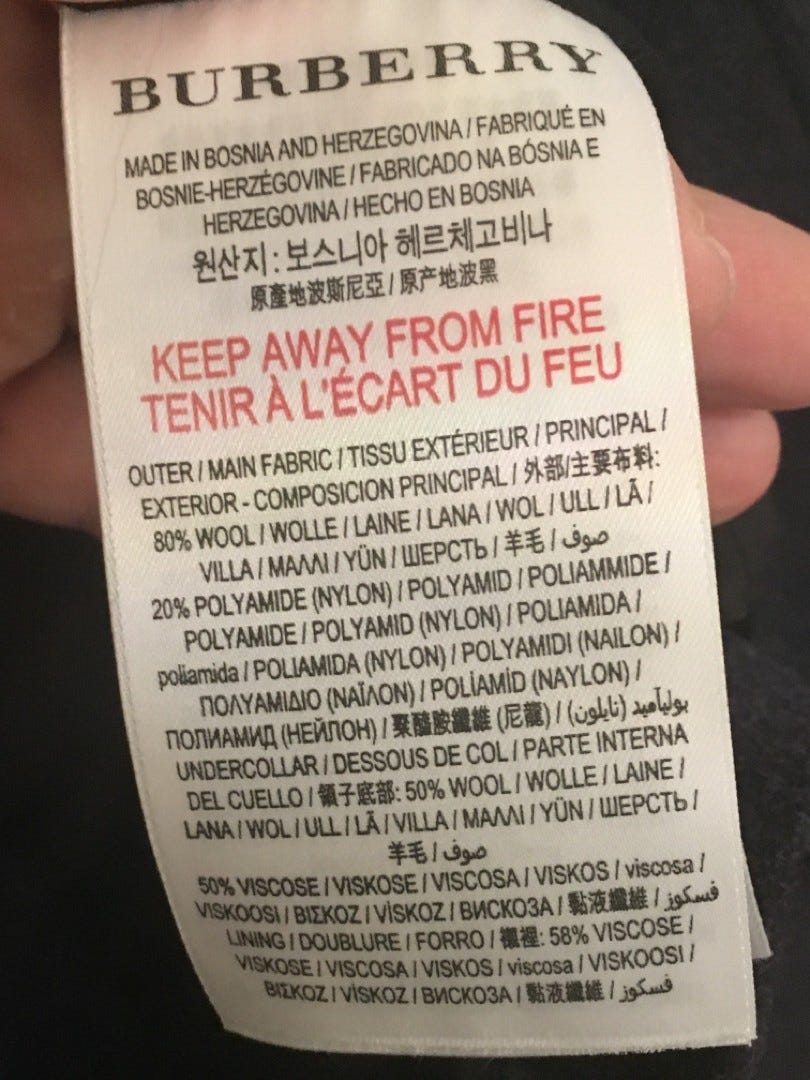 BURBERRY
MADE IN BOSNIA AND HERZEGOVINA / FABRIQUÉ EN
BOSNIE-HERZÉGOVINE / FABRICADO NA BÓSNIA E
HERZEGOVINA / HECHO EN BOSNIA
원산지 : 보스니아 헤르체고비나
原產地波斯尼亞 / 原产地波黑
KEEP AWAY FROM FIRE
TENIR À L'ÉCART DU FEU
OUTER / MAIN FABRIC / TISSU EXTÉRIEUR / PRINCIPAL /
EXTERIOR - COMPOSICION PRINCIPAL / 外部/主要布料:
80% WOOL / WOLLE / LAINE / LANA / WOL / ULL / LÃ /
VILLA / ΜΑΛΛΙ / YÜN / ШЕРСТЬ / 羊毛 / صوف
20% POLYAMIDE (NYLON) / POLYAMID / POLIAMMIDE /
POLYAMIDE / POLYAMID (NYLON) / POLIAMIDA /
poliamida / POLIAMIDA (NYLON) / POLYAMIDI (NAILON) /
ΠΟΛΥΑΜΙΔΙΟ (ΝΑΪΛΟΝ) / POLİAMİD (NAYLON) /
ПОЛИАМИД (НЕЙЛОН) / 聚醯胺纖維 (尼龍) / بوليأميد (نايلون)
UNDERCOLLAR / DESSOUS DE COL / PARTE INTERNA
DEL CUELLO / 領子底部: 50% WOOL / WOLLE / LAINE /
LANA / WOL / ULL / LÃ / VILLA / ΜΑΛΛΙ / YÜN / ШЕРСТЬ /
羊毛 / صوف
50% VISCOSE / VISKOSE / VISCOSA / VISKOS / viscosa /
VISKOOSI / ΒΙΣΚΟΖ / VİSKOZ / ВИСКОЗА / 黏液纖維 / فسكوز
LINING / DOUBLURE / FORRO / 襯裡: 58% VISCOSE /
VISKOSE / VISCOSA / VISKOS / viscosa / VISKOOSI /
ΒΙΣΚΟΖ / VİSKOZ / ВИСКОЗА / 黏液纖維 / فسكوز